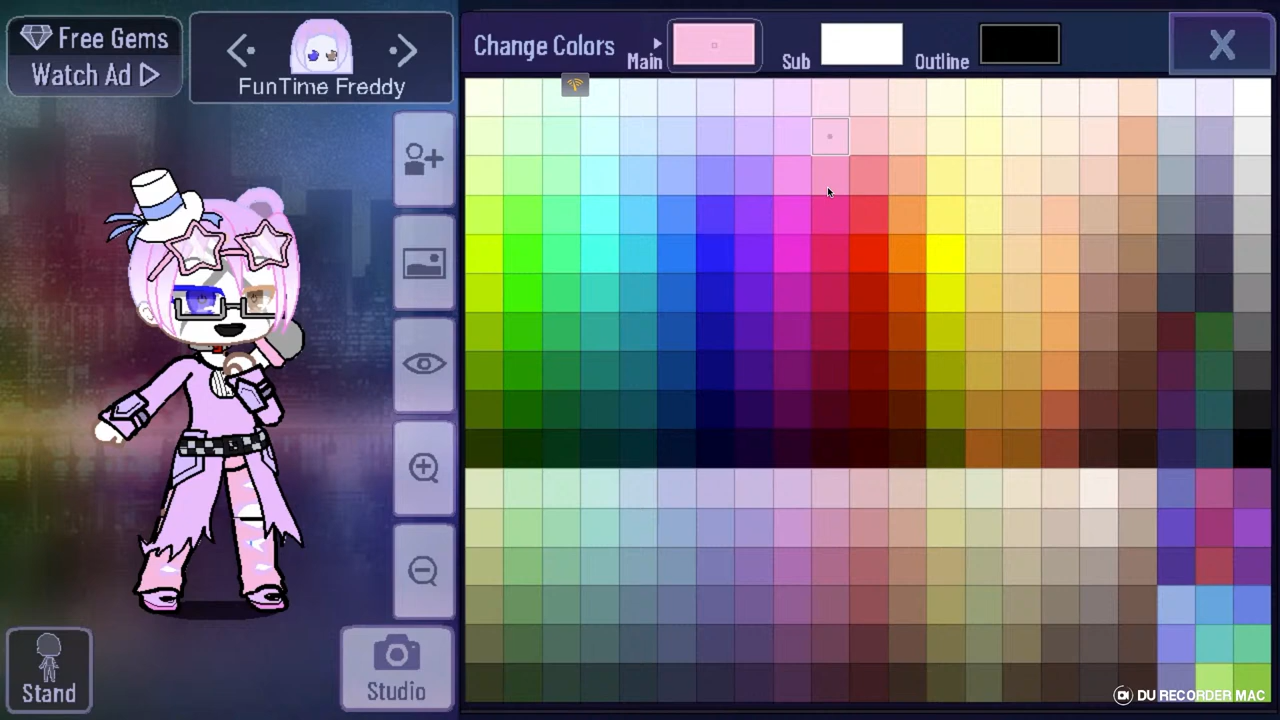 Free Gems
Watch Ad
FunTime Freddy
Change Colors
Main
Sub
Outline
X
Stand
Studio
DU RECORDER MAC